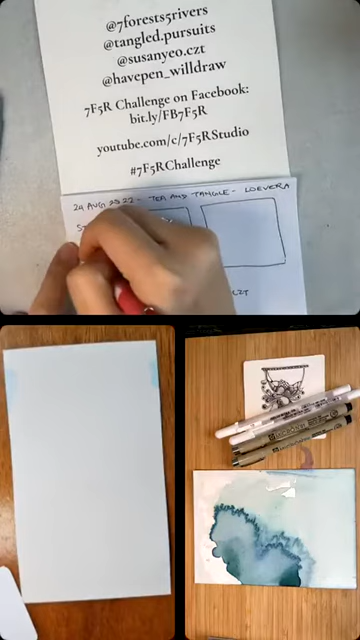 @7forests5rivers
@tangled.pursuits
@susanyeo.czt
@havepen_willdraw
7F5R Challenge on Facebook:
bit.ly/FB7F5R
youtube.com/c/7F5RStudio
#7F5RChallenge
24 AUG 2022 - TEA AND TANGLE - LOEVERA
CZT